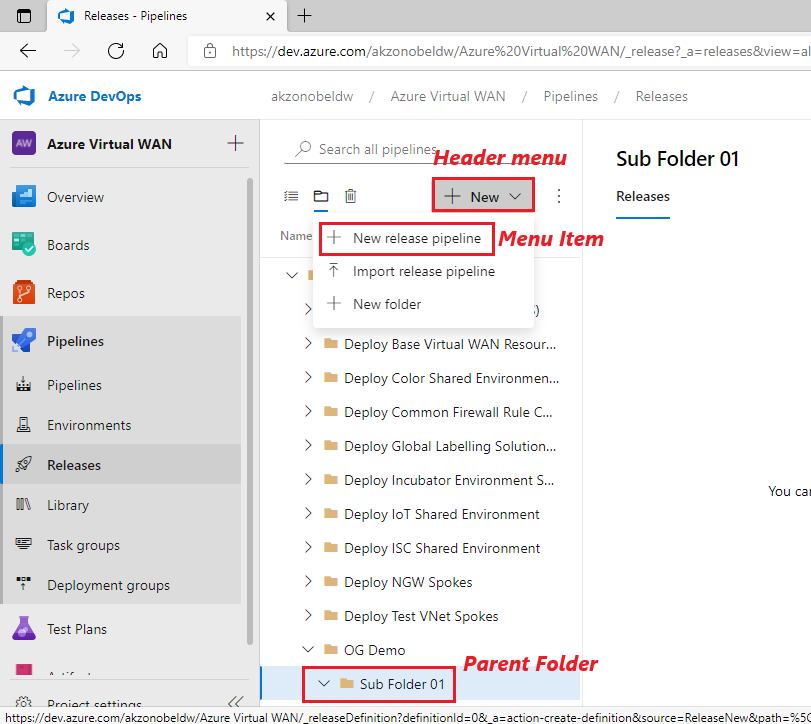 Releases - Pipelines
https://dev.azure.com/akzonobeldw/Azure%20Virtual%20WAN/_release?_a=releases&view=al
Azure DevOps
akzonobeldw / Azure Virtual WAN / Pipelines / Releases
AW Azure Virtual WAN
Overview
Boards
Repos
Pipelines
Pipelines
Environments
Releases
Library
Task groups
Deployment groups
Test Plans
Project settings
Search all pipelines
Header menu
New
Name
New release pipeline
Menu Item
Import release pipeline
New folder
Deploy Base Virtual WAN Resour...
Deploy Color Shared Environmen...
Deploy Common Firewall Rule C...
Deploy Global Labelling Solution...
Deploy Incubator Environment S...
Deploy IoT Shared Environment
Deploy ISC Shared Environment
Deploy NGW Spokes
Deploy Test VNet Spokes
OG Demo
Parent Folder
Sub Folder 01
Sub Folder 01
Releases
You can
https://dev.azure.com/akzonobeldw/Azure Virtual WAN/_releaseDefinition?definitionId=0&_a=action-create-definition&source=ReleaseNew&path=%5C